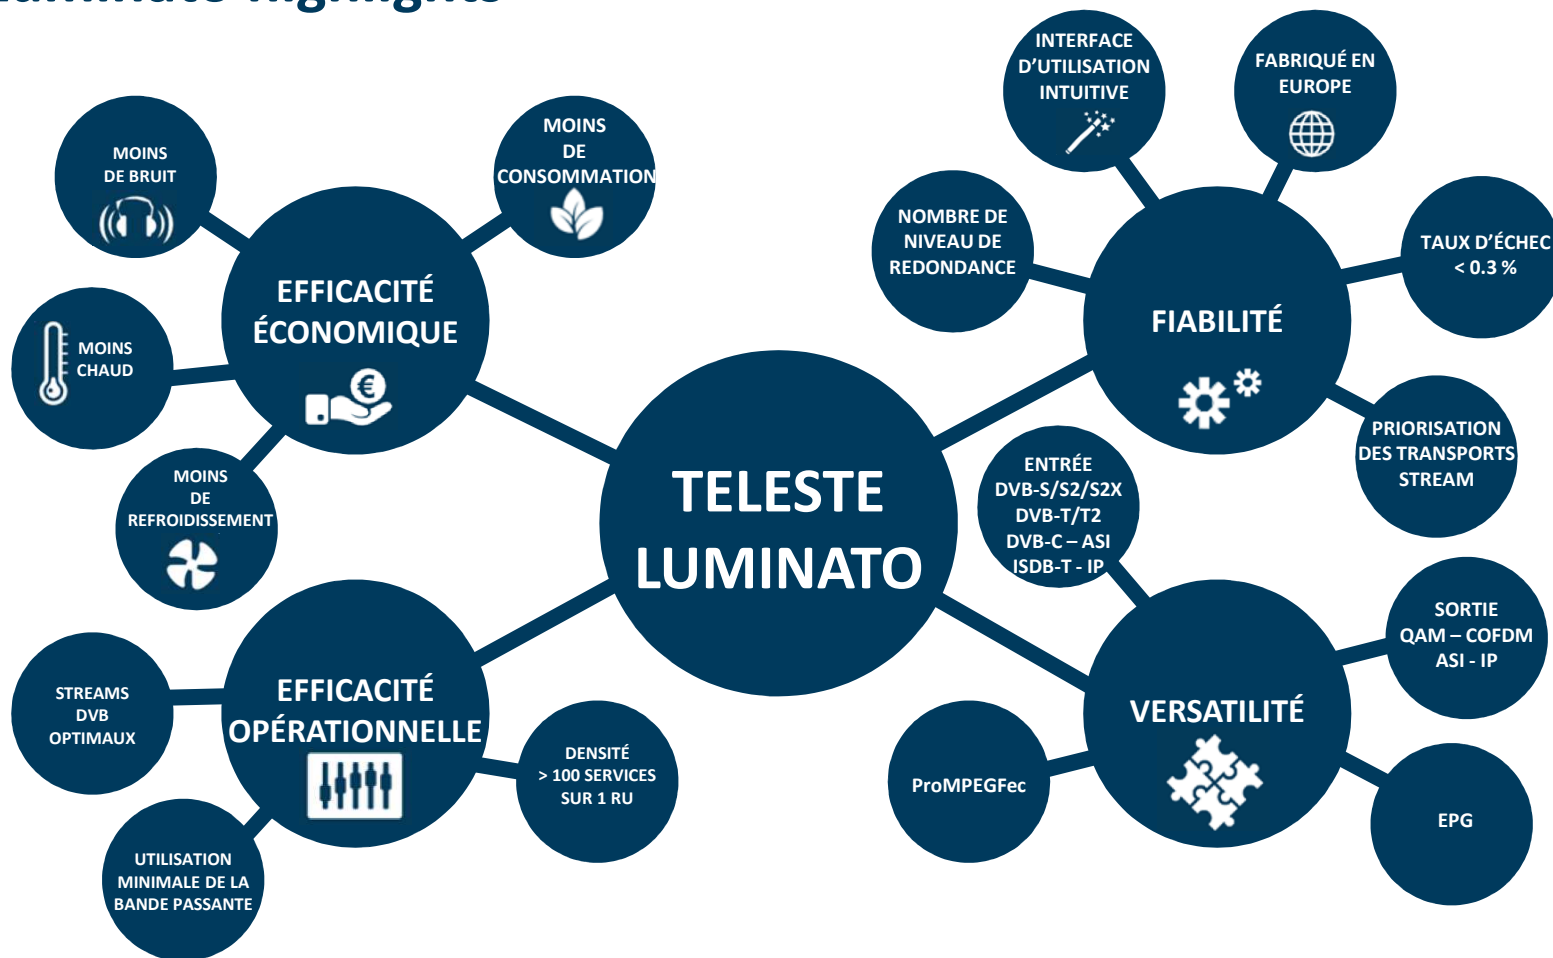 Luminato Highlights
INTERFACE
D'UTILISATION
INTUITIVE
FABRIQUÉ EN
EUROPE
MOINS
DE BRUIT
MOINS
DE
CONSOMMATION
NOMBRE DE
NIVEAU DE
REDONDANCE
TAUX D'ÉCHEC
< 0.3 %
EFFICACITÉ
ÉCONOMIQUE
€
FIABILITÉ
MOINS
CHAUD
PRIORISATION
DES TRANSPORTS
STREAM
MOINS
DE
REFROIDISSEMENT
TELESTE
LUMINATO
ENTRÉE
DVB-S/S2/S2X
DVB-T/T2
DVB-C – ASI
ISDB-T - IP
SORTIE
QAM – COFDM
ASI - IP
STREAMS
DVB
OPTIMAUX
EFFICACITÉ
OPÉRATIONNELLE
DENSITÉ
> 100 SERVICES
SUR 1 RU
VERSATILITÉ
ProMPEGFec
EPG
UTILISATION
MINIMALE DE LA
BANDE PASSANTE